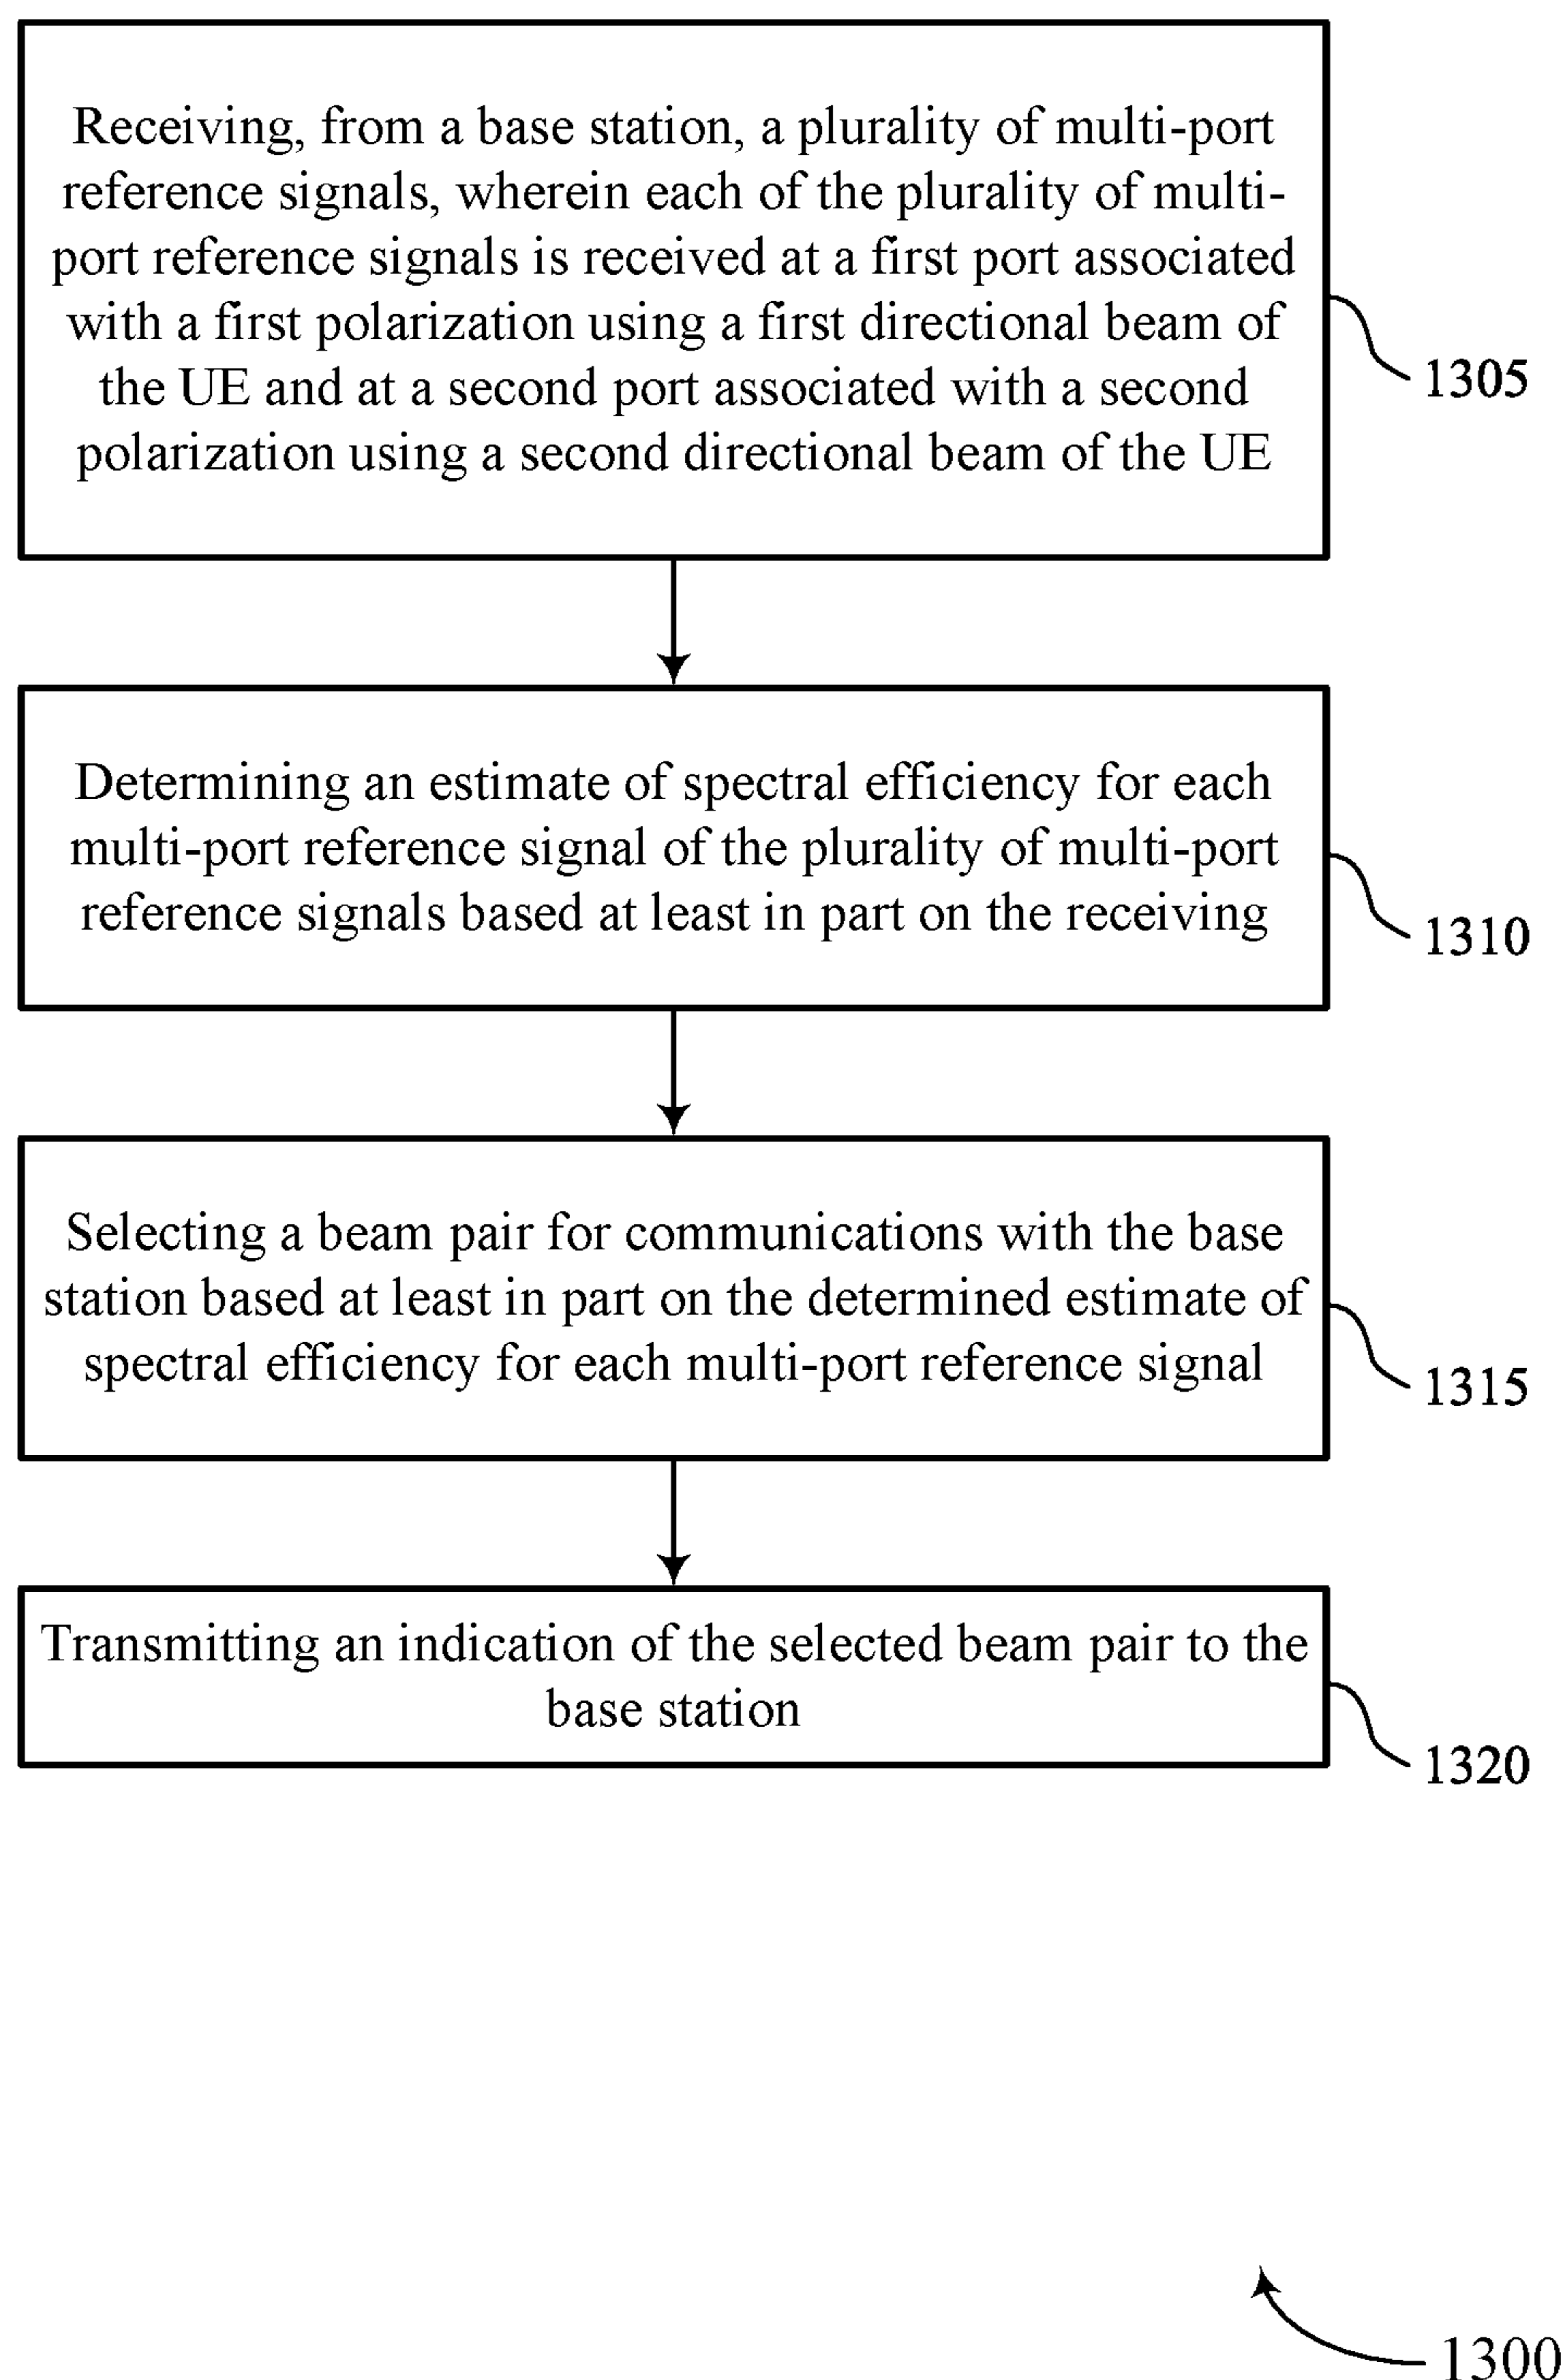 Receiving, from a base station, a plurality of multi-port
reference signals, wherein each of the plurality of multi-
port reference signals is received at a first port associated
with a first polarization using a first directional beam of
the UE and at a second port associated with a second
polarization using a second directional beam of the UE
1305
Determining an estimate of spectral efficiency for each
multi-port reference signal of the plurality of multi-port
reference signals based at least in part on the receiving
1310
Selecting a beam pair for communications with the base
station based at least in part on the determined estimate of
spectral efficiency for each multi-port reference signal
1315
Transmitting an indication of the selected beam pair to the
base station
1320
1300